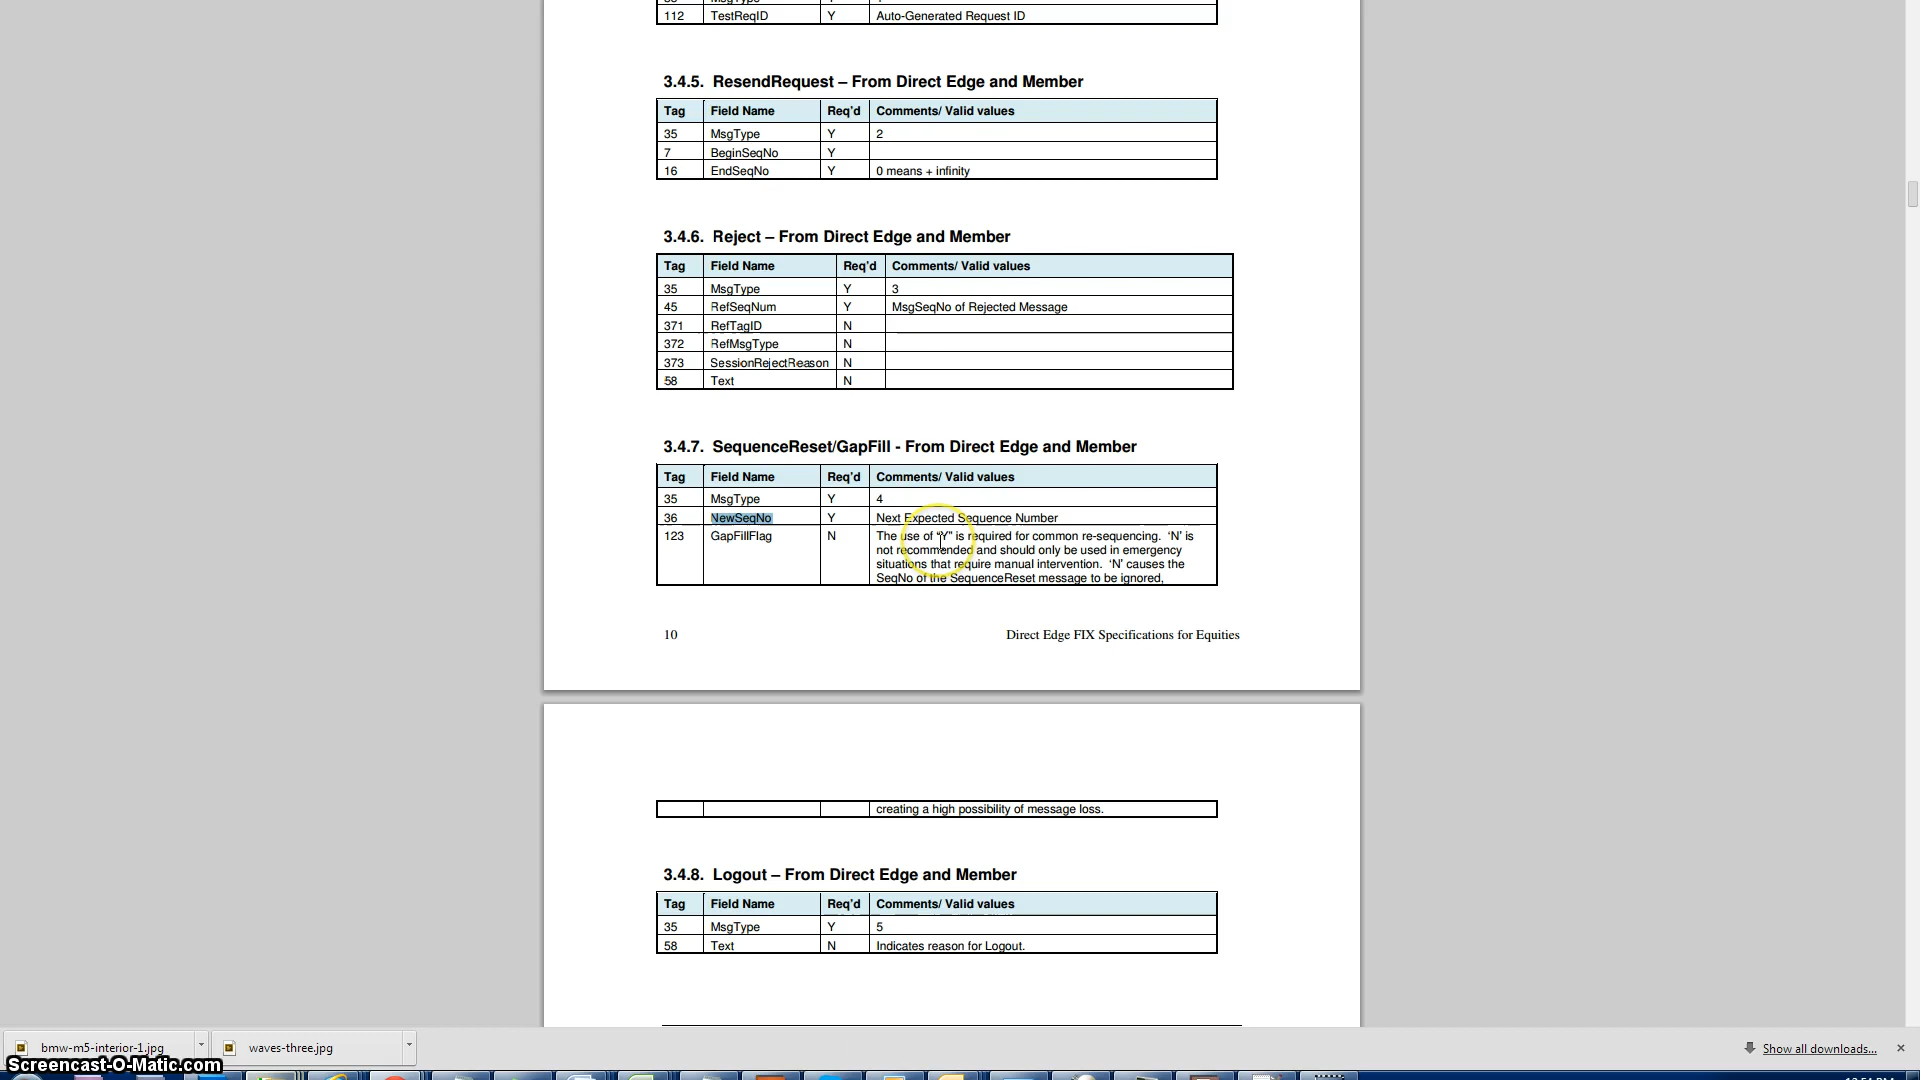 112 TestReqID Y Auto-Generated Request ID
3.4.5. ResendRequest – From Direct Edge and Member
Tag Field Name Req'd Comments/ Valid values
35 MsgType Y 2
7 BeginSeqNo Y
16 EndSeqNo Y 0 means + infinity
3.4.6. Reject – From Direct Edge and Member
Tag Field Name Req'd Comments/ Valid values
35 MsgType Y 3
45 RefSeqNum Y MsgSeqNo of Rejected Message
371 RefTagID N
372 RefMsgType N
373 SessionRejectReason N
58 Text N
3.4.7. SequenceReset/GapFill - From Direct Edge and Member
Tag Field Name Req'd Comments/ Valid values
35 MsgType Y 4
36 NewSeqNo Y Next Expected Sequence Number
123 GapFillFlag N The use of “Y” is required for common re-sequencing. ‘N’ is
not recommended and should only be used in emergency
situations that require manual intervention. ‘N’ causes the
SeqNo of the SequenceReset message to be ignored,
10 Direct Edge FIX Specifications for Equities
creating a high possibility of message loss.
3.4.8. Logout – From Direct Edge and Member
Tag Field Name Req'd Comments/ Valid values
35 MsgType Y 5
58 Text N Indicates reason for Logout.
bmw-m5-interior-1.jpg waves-three.jpg Show all downloads...
Screencast-O-Matic.com